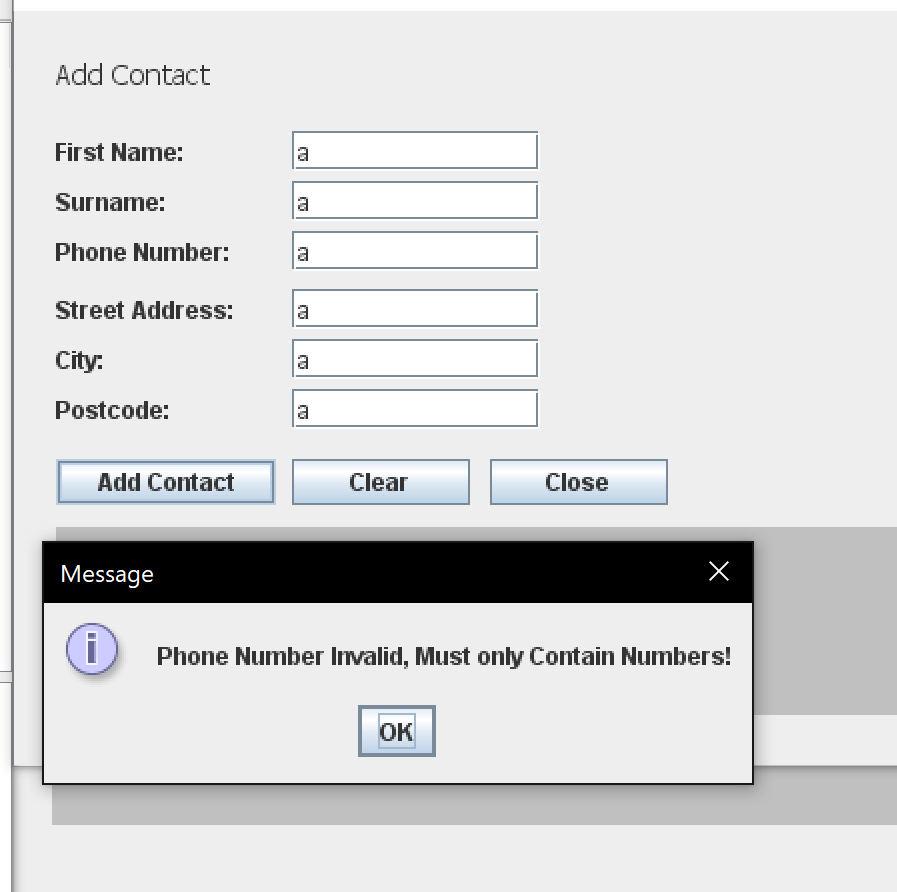 Add Contact
First Name: a
Surname: a
Phone Number: a
Street Address: a
City: a
Postcode: a
Add Contact Clear Close
Message
i
Phone Number Invalid, Must only Contain Numbers!
OK